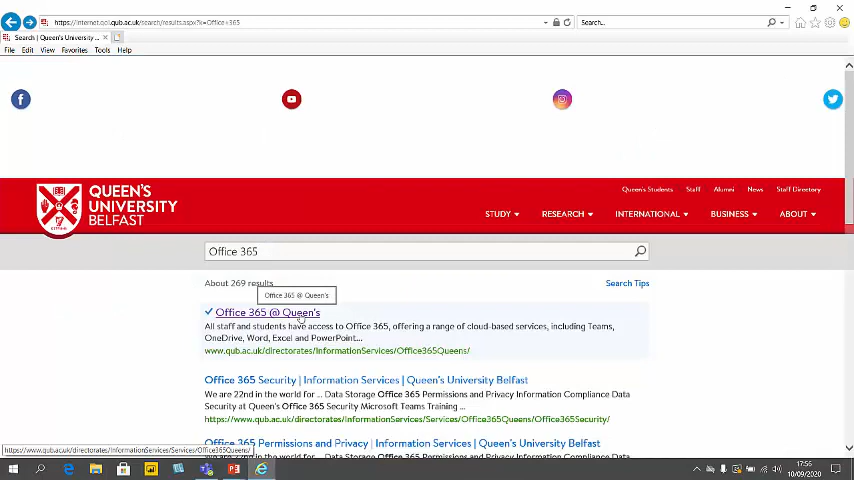 https://internet.qol.qub.ac.uk/search/results.aspx?k=Office+365
Search...
Search | Queen's University ...
File Edit View Favorites Tools Help
QUEEN'S
UNIVERSITY
BELFAST
Queen's Students Staff Alumni News Staff Directory
STUDY RESEARCH INTERNATIONAL BUSINESS ABOUT
Office 365
About 269 results
Search Tips
Office 365 @ Queen's
Office 365 @ Queen's
All staff and students have access to Office 365, offering a range of cloud-based services, including Teams,
OneDrive, Word, Excel and PowerPoint...
www.qub.ac.uk/directorates/InformationServices/Office365Queens/
Office 365 Security | Information Services | Queen's University Belfast
We are 22nd in the world for ... Data Storage Office 365 Permissions and Privacy Information Compliance Data
Security at Queen's Office 365 Security Microsoft Teams Training ...
https://www.qub.ac.uk/directorates/InformationServices/Services/Office365Queens/Office365Security/
Office 365 Permissions and Privacy | Information Services | Queen's University Belfast
https://www.qub.ac.uk/directorates/InformationServices/Services/Office365Queens/
17:56
10/09/2020